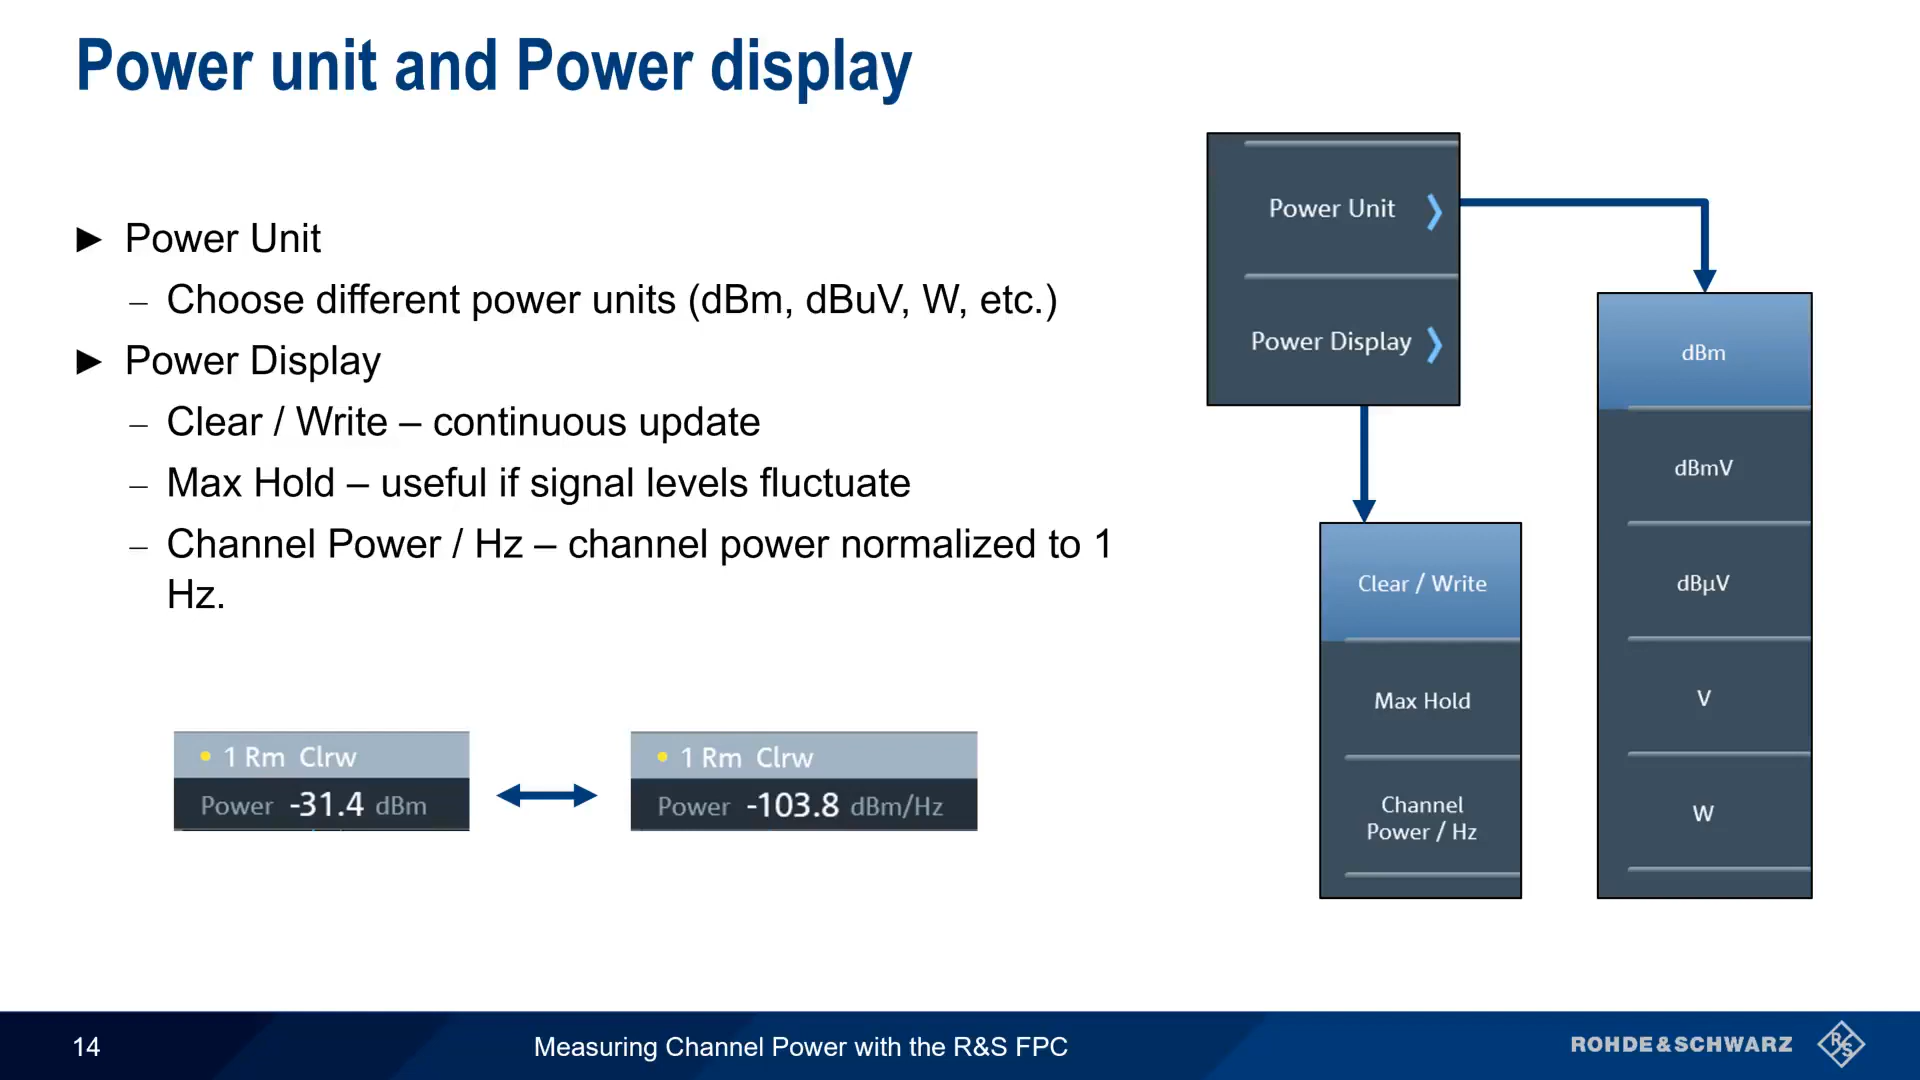 Power unit and Power display
► Power Unit
– Choose different power units (dBm, dBuV, W, etc.)
► Power Display
– Clear / Write – continuous update
– Max Hold – useful if signal levels fluctuate
– Channel Power / Hz – channel power normalized to 1
Hz.
1 Rm Clrw
Power -31.4 dBm
1 Rm Clrw
Power -103.8 dBm/Hz
Power Unit
Power Display
Clear / Write
Max Hold
Channel
Power / Hz
dBm
dBmV
dBµV
V
W
14
Measuring Channel Power with the R&S FPC
ROHDE&SCHWARZ
R&S